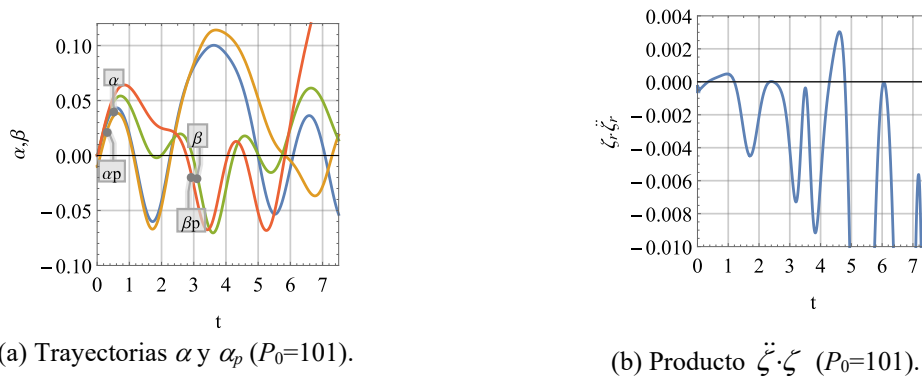 0.10
0.05
0.00
−0.05
−0.10
α,β
α
αp
β
βp
0 1 2 3 4 5 6 7
t
(a) Trayectorias α y αp (P0=101).
0.004
0.002
0.000
−0.002
−0.004
−0.006
−0.008
−0.010
ζr ζ̈r
0 1 2 3 4 5 6 7
t
(b) Producto ζ̈·ζ (P0=101).